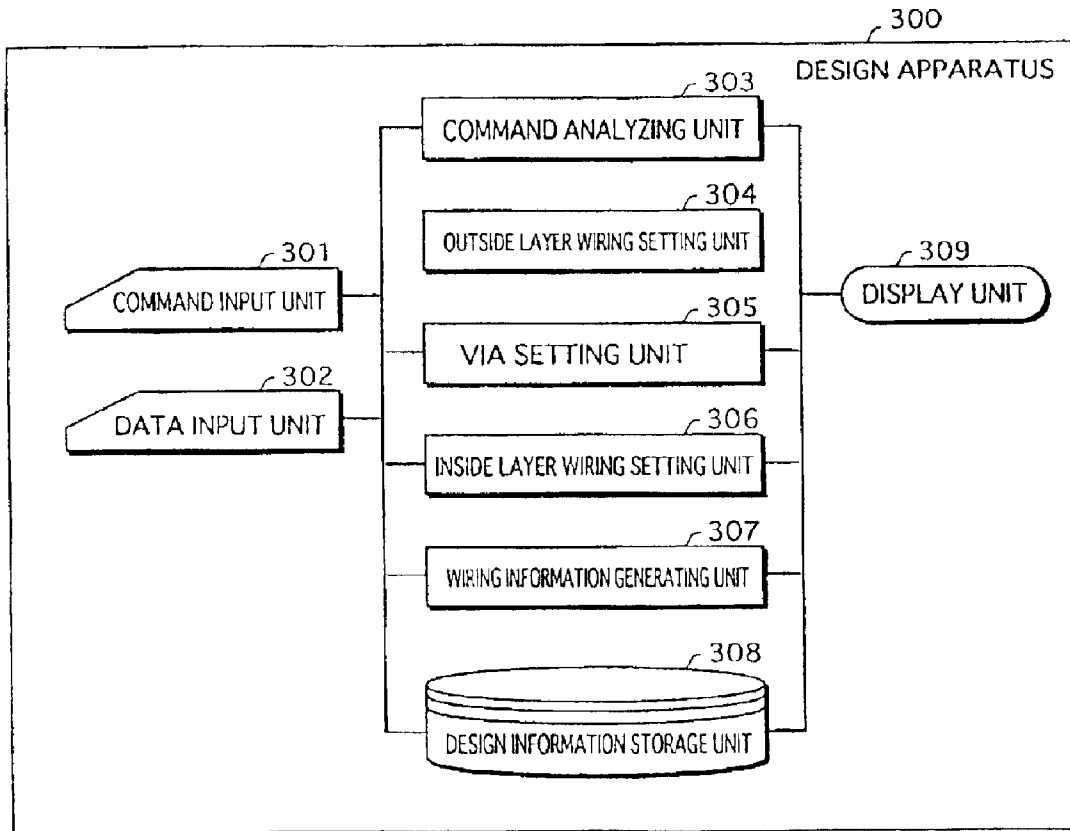 300
DESIGN APPARATUS
303
COMMAND ANALYZING UNIT
304
OUTSIDE LAYER WIRING SETTING UNIT
301
COMMAND INPUT UNIT
309
DISPLAY UNIT
305
VIA SETTING UNIT
302
DATA INPUT UNIT
306
INSIDE LAYER WIRING SETTING UNIT
307
WIRING INFORMATION GENERATING UNIT
308
DESIGN INFORMATION STORAGE UNIT